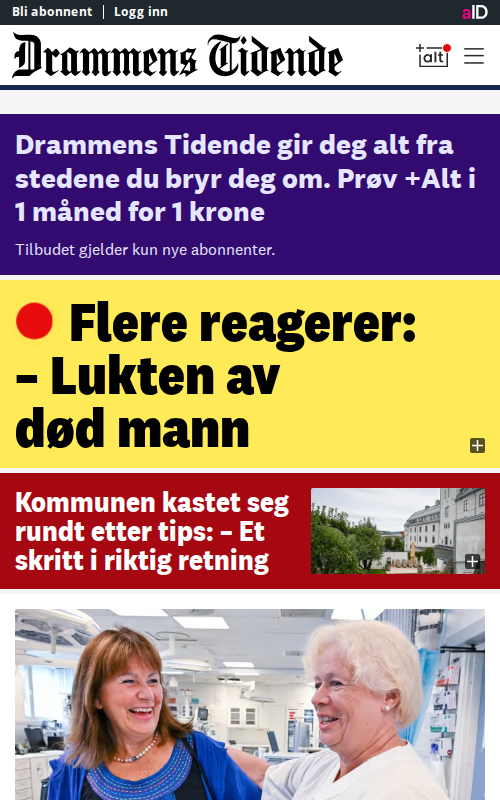 Bli abonnent | Logg inn
aID
Drammens Tidende
+alt
Drammens Tidende gir deg alt fra
stedene du bryr deg om. Prøv +Alt i
1 måned for 1 krone
Tilbudet gjelder kun nye abonnenter.
Flere reagerer:
– Lukten av
død mann
Kommunen kastet seg
rundt etter tips: – Et
skritt i riktig retning